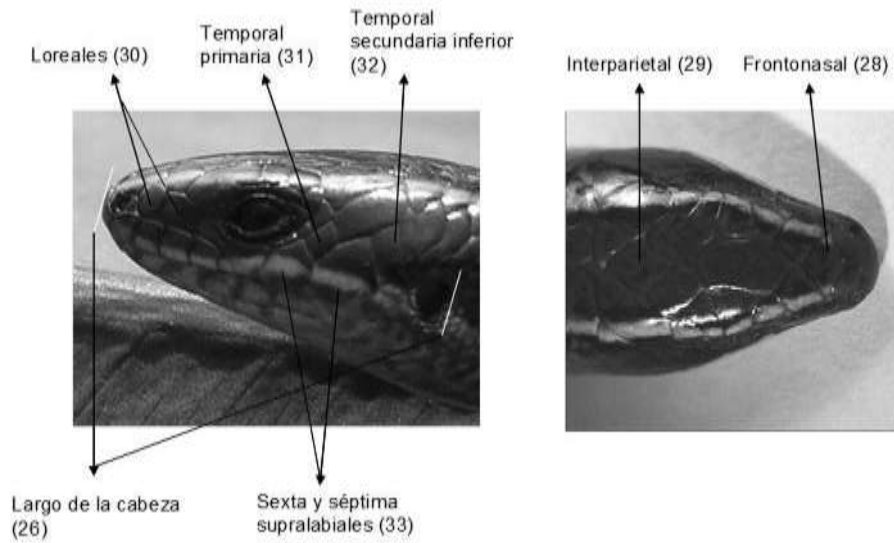 Loreales (30)
Temporal
primaria (31)
Temporal
secundaria inferior
(32)
Interparietal (29)
Frontonasal (28)
Largo de la cabeza
(26)
Sexta y séptima
supralabiales (33)